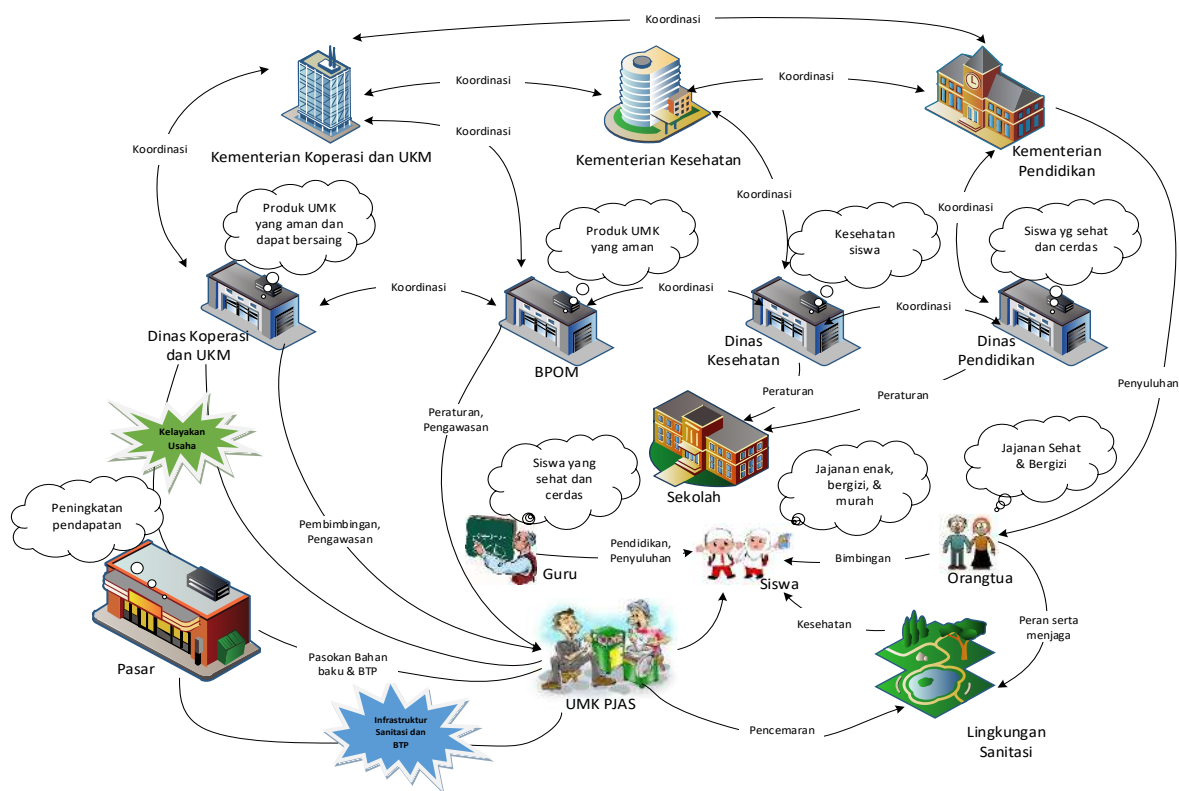 Koordinasi
Koordinasi
Koordinasi
Koordinasi
Koordinasi
Kementerian Koperasi dan UKM
Kementerian Kesehatan
Kementerian
Pendidikan
Koordinasi
Koordinasi
Produk UMK
yang aman dan
dapat bersaing
Produk UMK
yang aman
Kesehatan
siswa
Siswa yg sehat
dan cerdas
Koordinasi
Koordinasi
Koordinasi
Dinas Koperasi
dan UKM
BPOM
Dinas
Kesehatan
Dinas
Pendidikan
Peraturan
Peraturan
Penyuluhan
Peraturan,
Pengawasan
Kelayakan
Usaha
Sekolah
Siswa yang
sehat dan
cerdas
Jajanan enak,
bergizi, &
murah
Jajanan Sehat
& Bergizi
Peningkatan
pendapatan
Pembimbingan,
Pengawasan
Guru
Pendidikan,
Penyuluhan
Siswa
Bimbingan
Orangtua
Kesehatan
Peran serta
menjaga
Pasar
Pasokan Bahan
baku & BTP
UMK PJAS
Infrastruktur
Sanitasi dan
BTP
Pencemaran
Lingkungan
Sanitasi